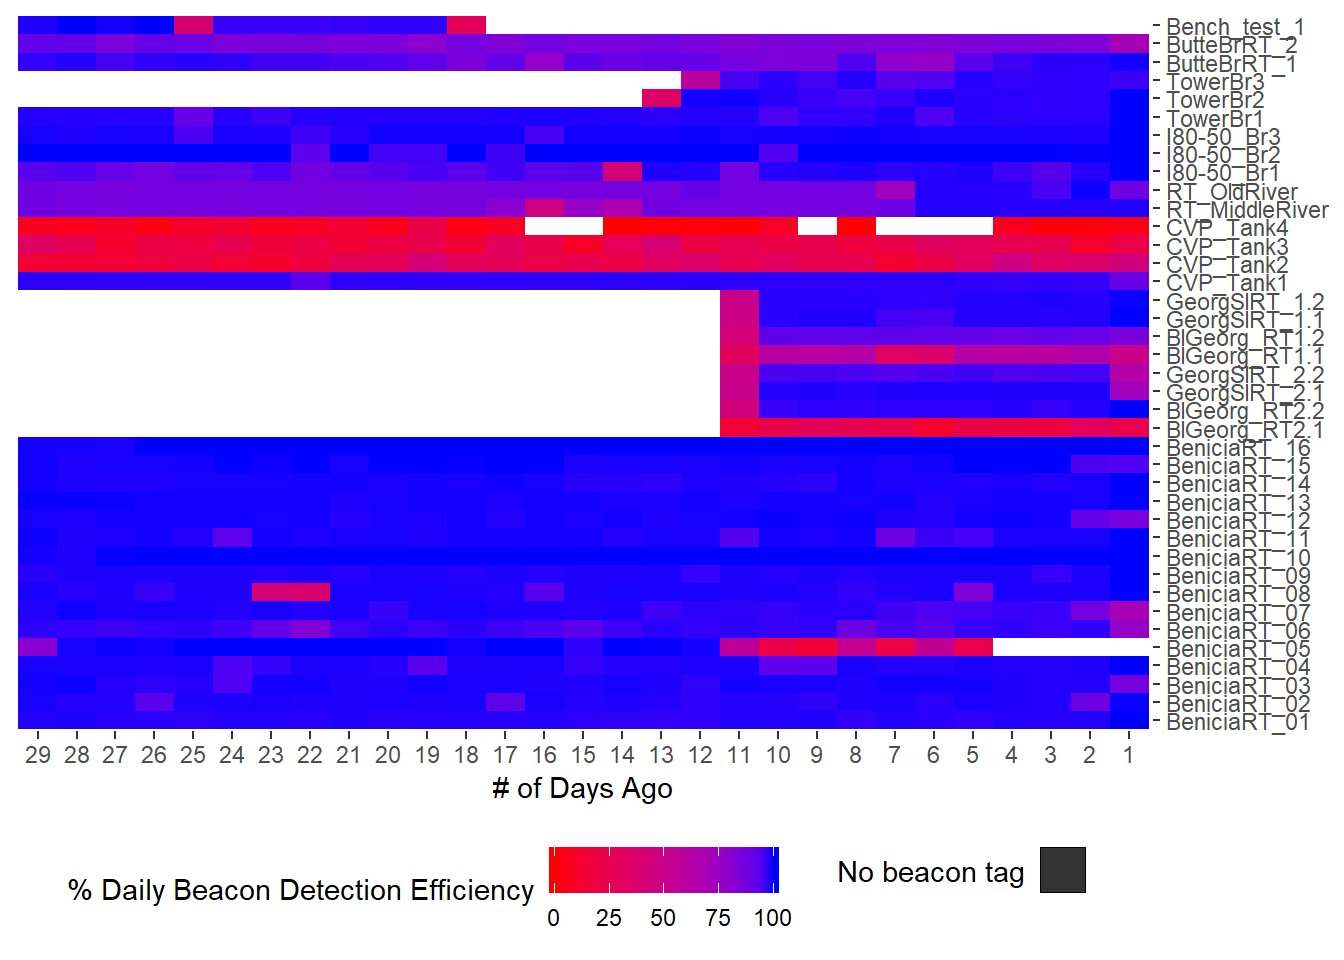 Bench_test_1
ButteBrRT_2
ButteBrRT_1
TowerBr3
TowerBr2
TowerBr1
I80-50_Br3
I80-50_Br2
I80-50_Br1
RT_OldRiver
RT_MiddleRiver
CVP_Tank4
CVP_Tank3
CVP_Tank2
CVP_Tank1
GeorgSlRT_1.2
GeorgSlRT_1.1
BlGeorg_RT1.2
BlGeorg_RT1.1
GeorgSlRT_2.2
GeorgSlRT_2.1
BlGeorg_RT2.2
BlGeorg_RT2.1
BeniciaRT_16
BeniciaRT_15
BeniciaRT_14
BeniciaRT_13
BeniciaRT_12
BeniciaRT_11
BeniciaRT_10
BeniciaRT_09
BeniciaRT_08
BeniciaRT_07
BeniciaRT_06
BeniciaRT_05
BeniciaRT_04
BeniciaRT_03
BeniciaRT_02
BeniciaRT_01
29 28 27 26 25 24 23 22 21 20 19 18 17 16 15 14 13 12 11 10 9 8 7 6 5 4 3 2 1
# of Days Ago
% Daily Beacon Detection Efficiency
0 25 50 75 100
No beacon tag